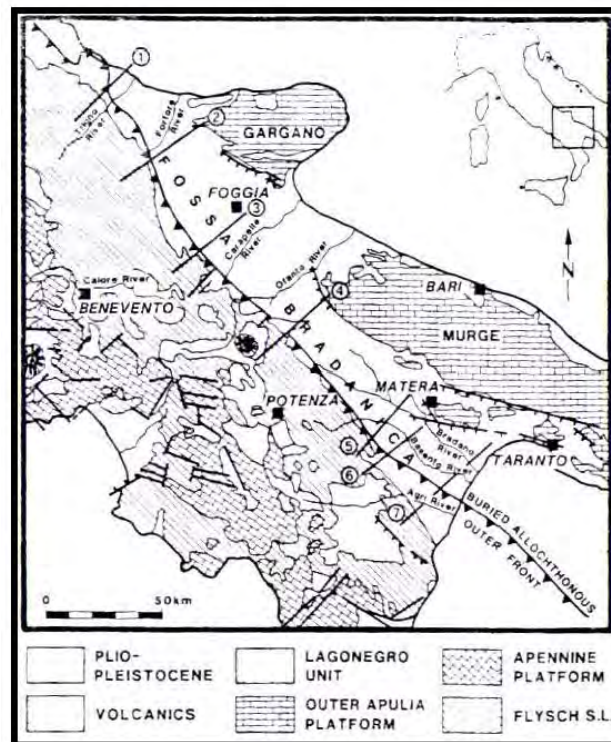 1
Trigno River
Fortore River
2
GARGANO
FOSSA
FOGGIA
3
Carapelle River
Ofanto River
Calore River
BENEVENTO
4
BARI
MURGE
BRADANICA
MATERA
POTENZA
5
6
Bradano River
Basento River
TARANTO
Agri River
7
BURIED ALLOCHTHONOUS
OUTER FRONT
N
0 50km
PLIO-
PLEISTOCENE
LAGONEGRO
UNIT
APENNINE
PLATFORM
VOLCANICS
OUTER APULIA
PLATFORM
FLYSCH S.L.